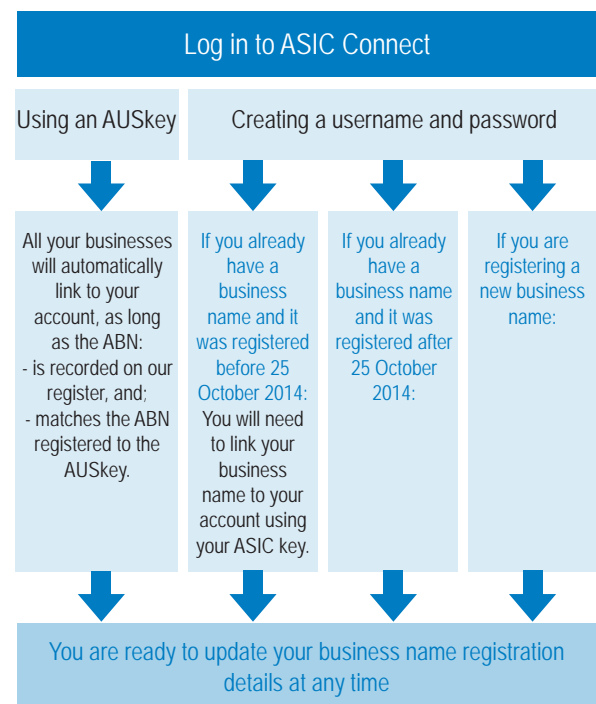 Log in to ASIC Connect
Using an AUSkey
Creating a username and password
All your businesses
will automatically
link to your
account, as long
as the ABN:
- is recorded on our
register, and;
- matches the ABN
registered to the
AUSkey.
If you already
have a
business
name and it
was registered
before 25
October 2014:
You will need
to link your
business
name to your
account using
your ASIC key.
If you already
have a
business name
and it was
registered after
25 October
2014:
If you are
registering a
new business
name:
You are ready to update your business name registration
details at any time